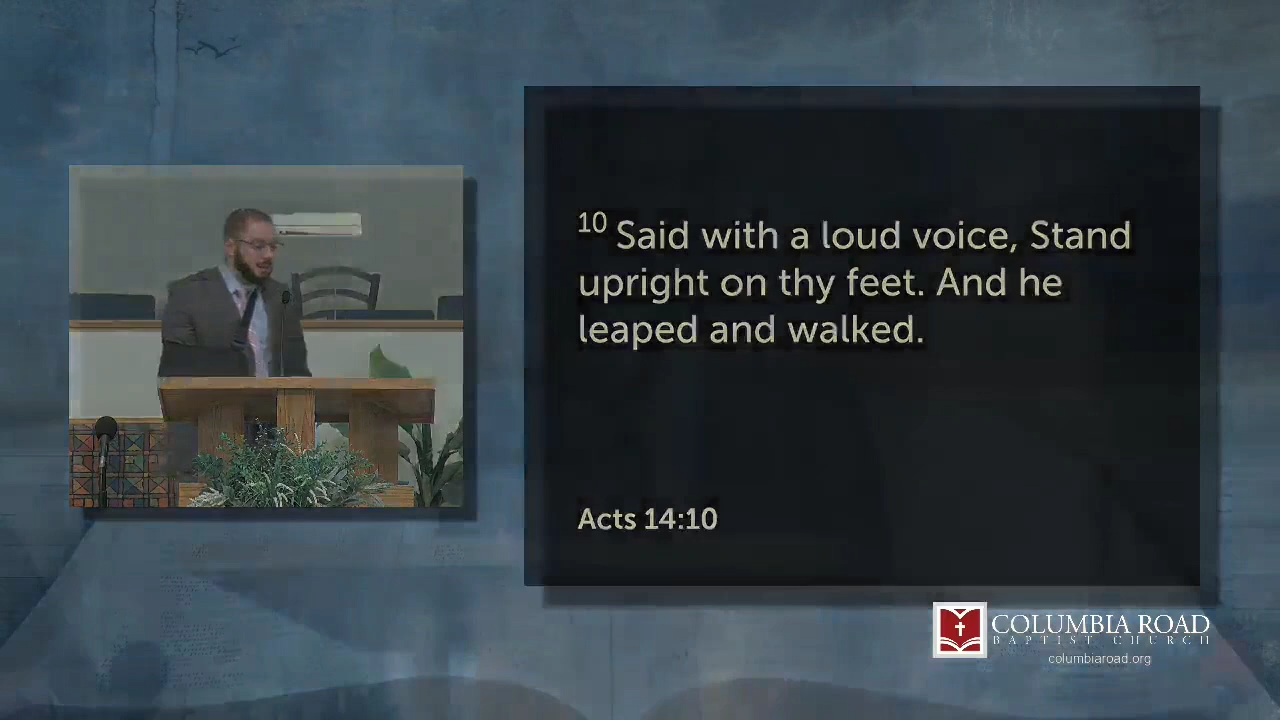 10 Said with a loud voice, Stand
upright on thy feet. And he
leaped and walked.
Acts 14:10
COLUMBIA ROAD
BAPTIST CHURCH
columbiaroad.org